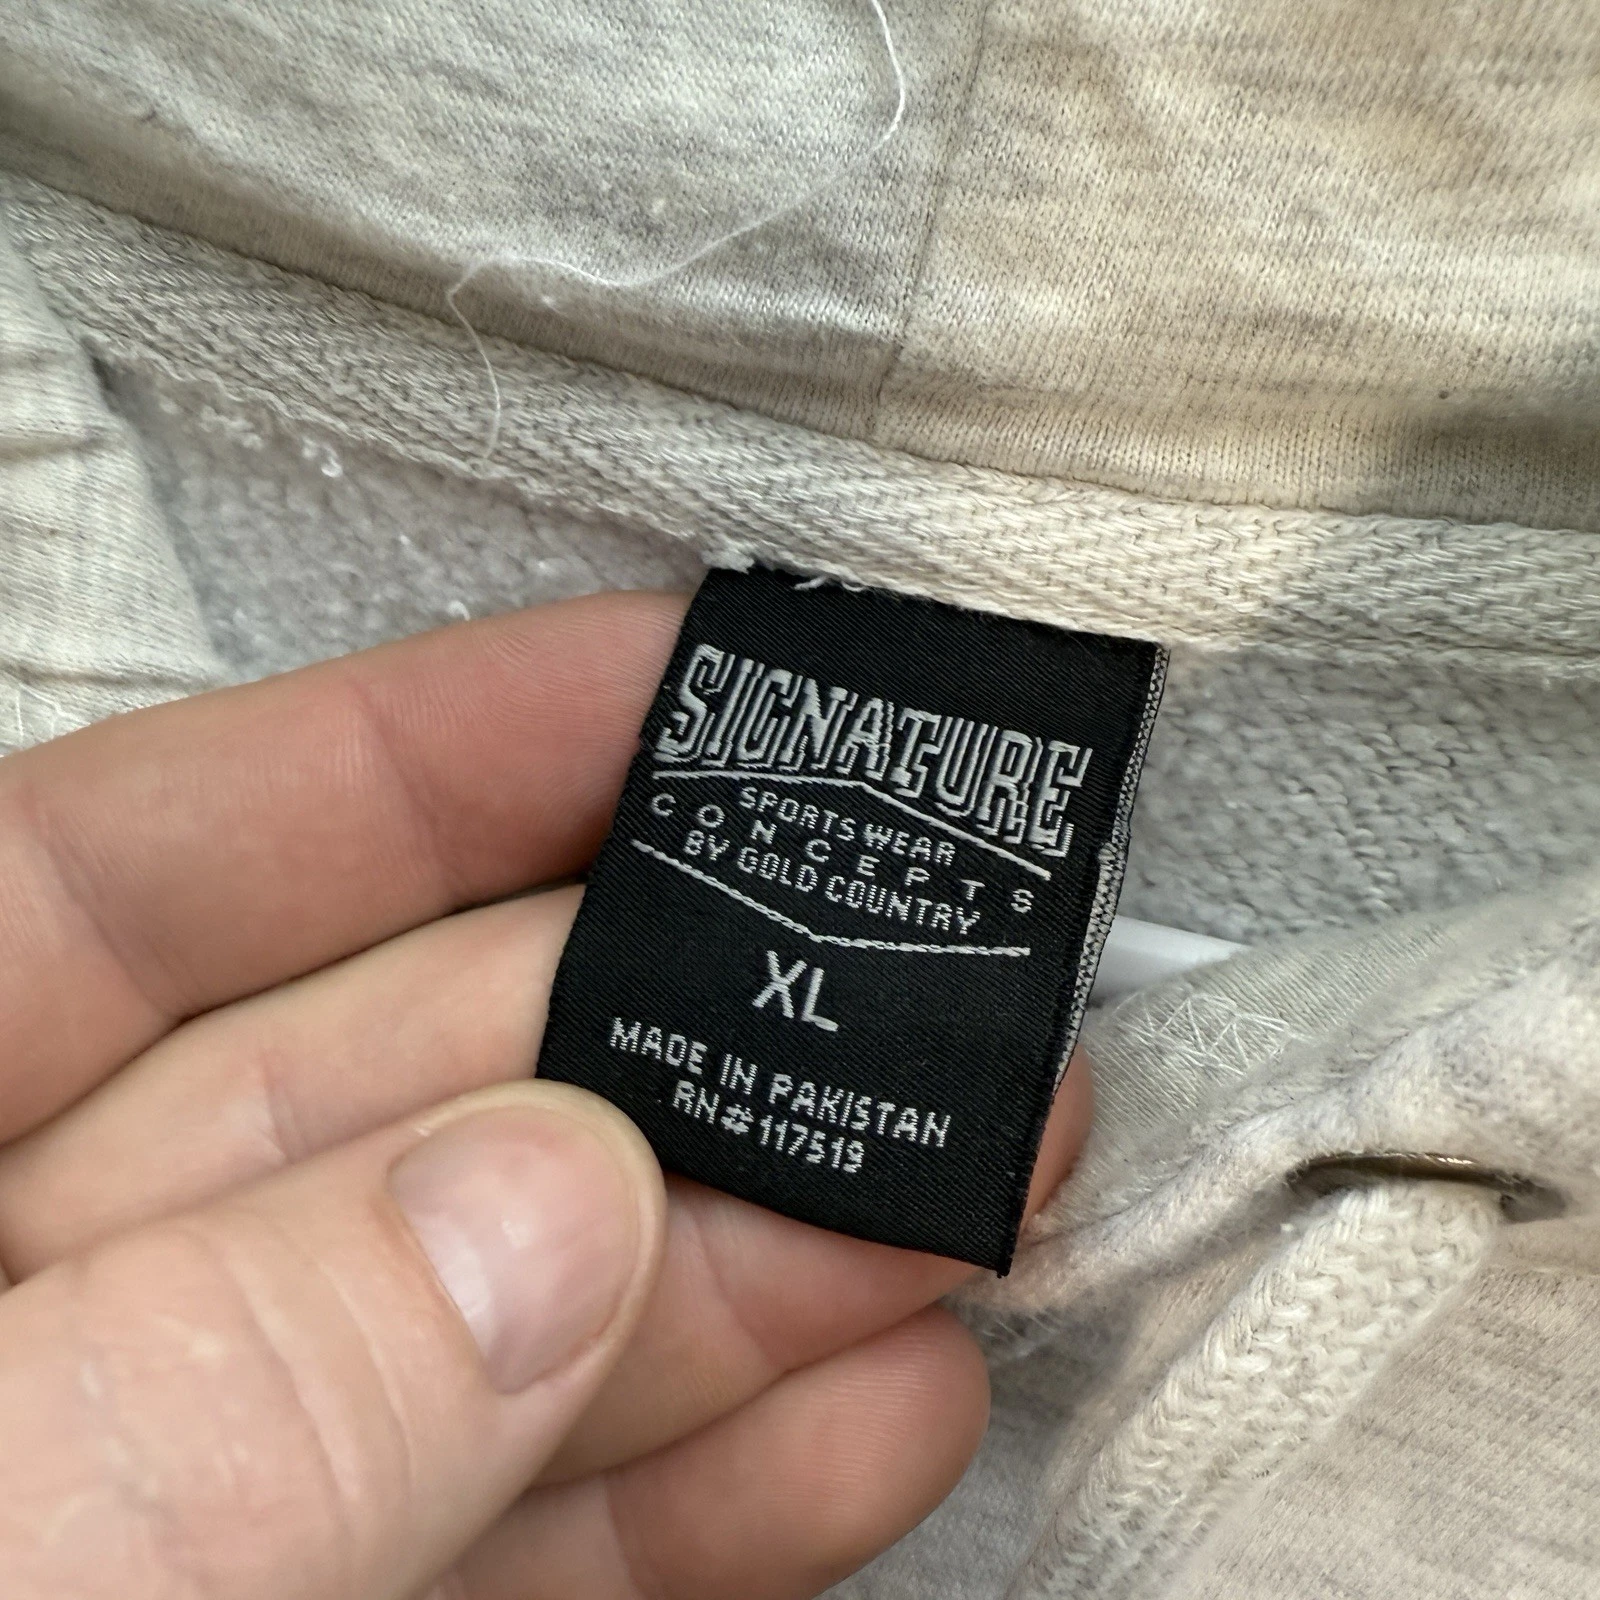 SIGNATURE
SPORTSWEAR
CONCEPTS
BY GOLD COUNTRY
XL
MADE IN PAKISTAN
RN#117519